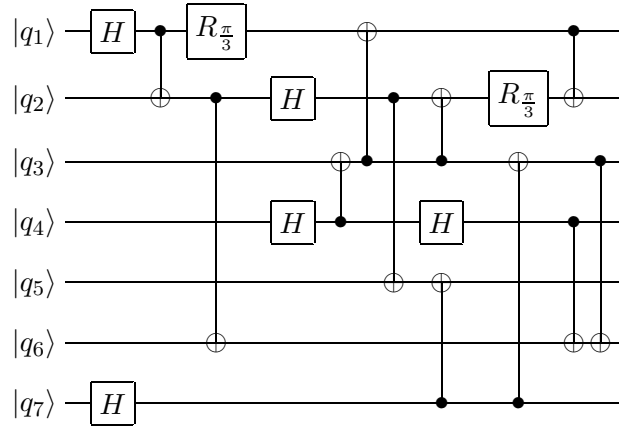 |q₁⟩ H R_{π/3}
|q₂⟩ H R_{π/3}
|q₃⟩
|q₄⟩ H H
|q₅⟩
|q₆⟩
|q₇⟩ H